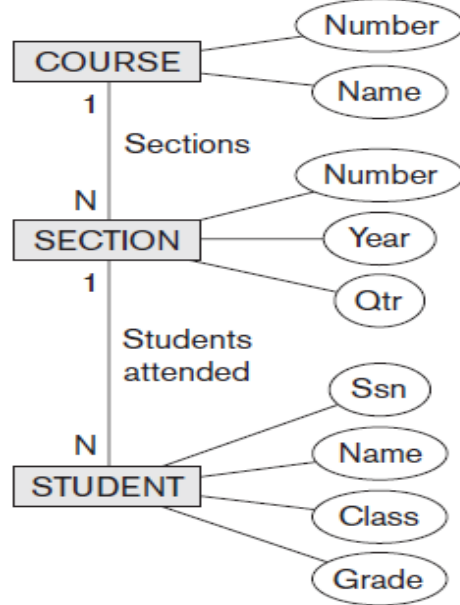 COURSE
Number
Name
1
Sections
N
SECTION
Number
Year
Qtr
1
Students
attended
N
STUDENT
Ssn
Name
Class
Grade